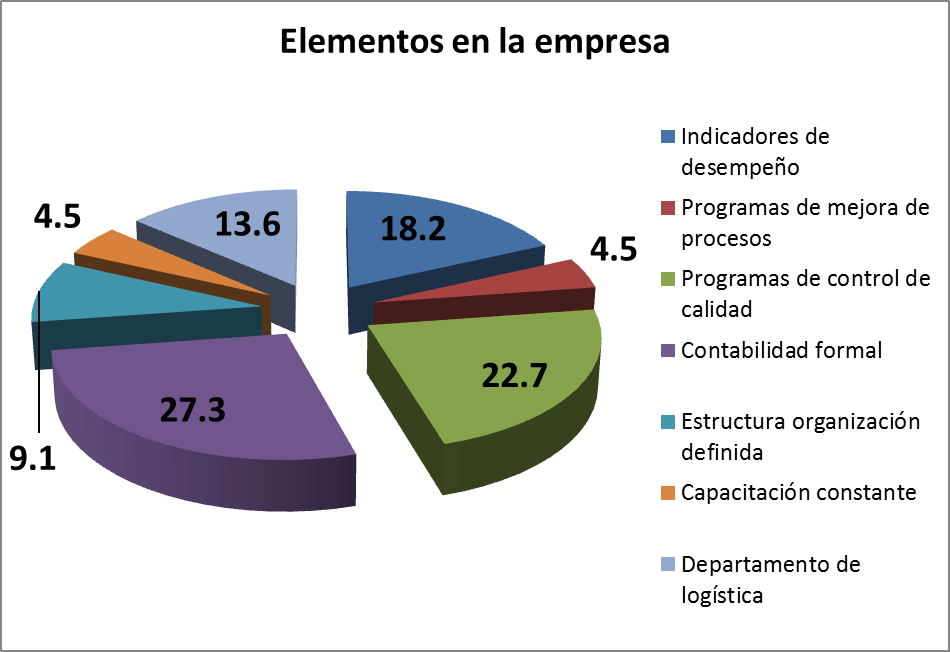 Elementos en la empresa
18.2
4.5
22.7
27.3
9.1
4.5
13.6
Indicadores de
desempeño
Programas de mejora de
procesos
Programas de control de
calidad
Contabilidad formal
Estructura organización
definida
Capacitación constante
Departamento de
logística